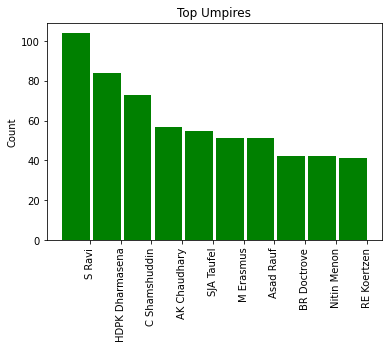 Top Umpires
Count
100
80
60
40
20
0
S Ravi
HDPK Dharmasena
C Shamshuddin
AK Chaudhary
SJA Taufel
M Erasmus
Asad Rauf
BR Doctrove
Nitin Menon
RE Koertzen